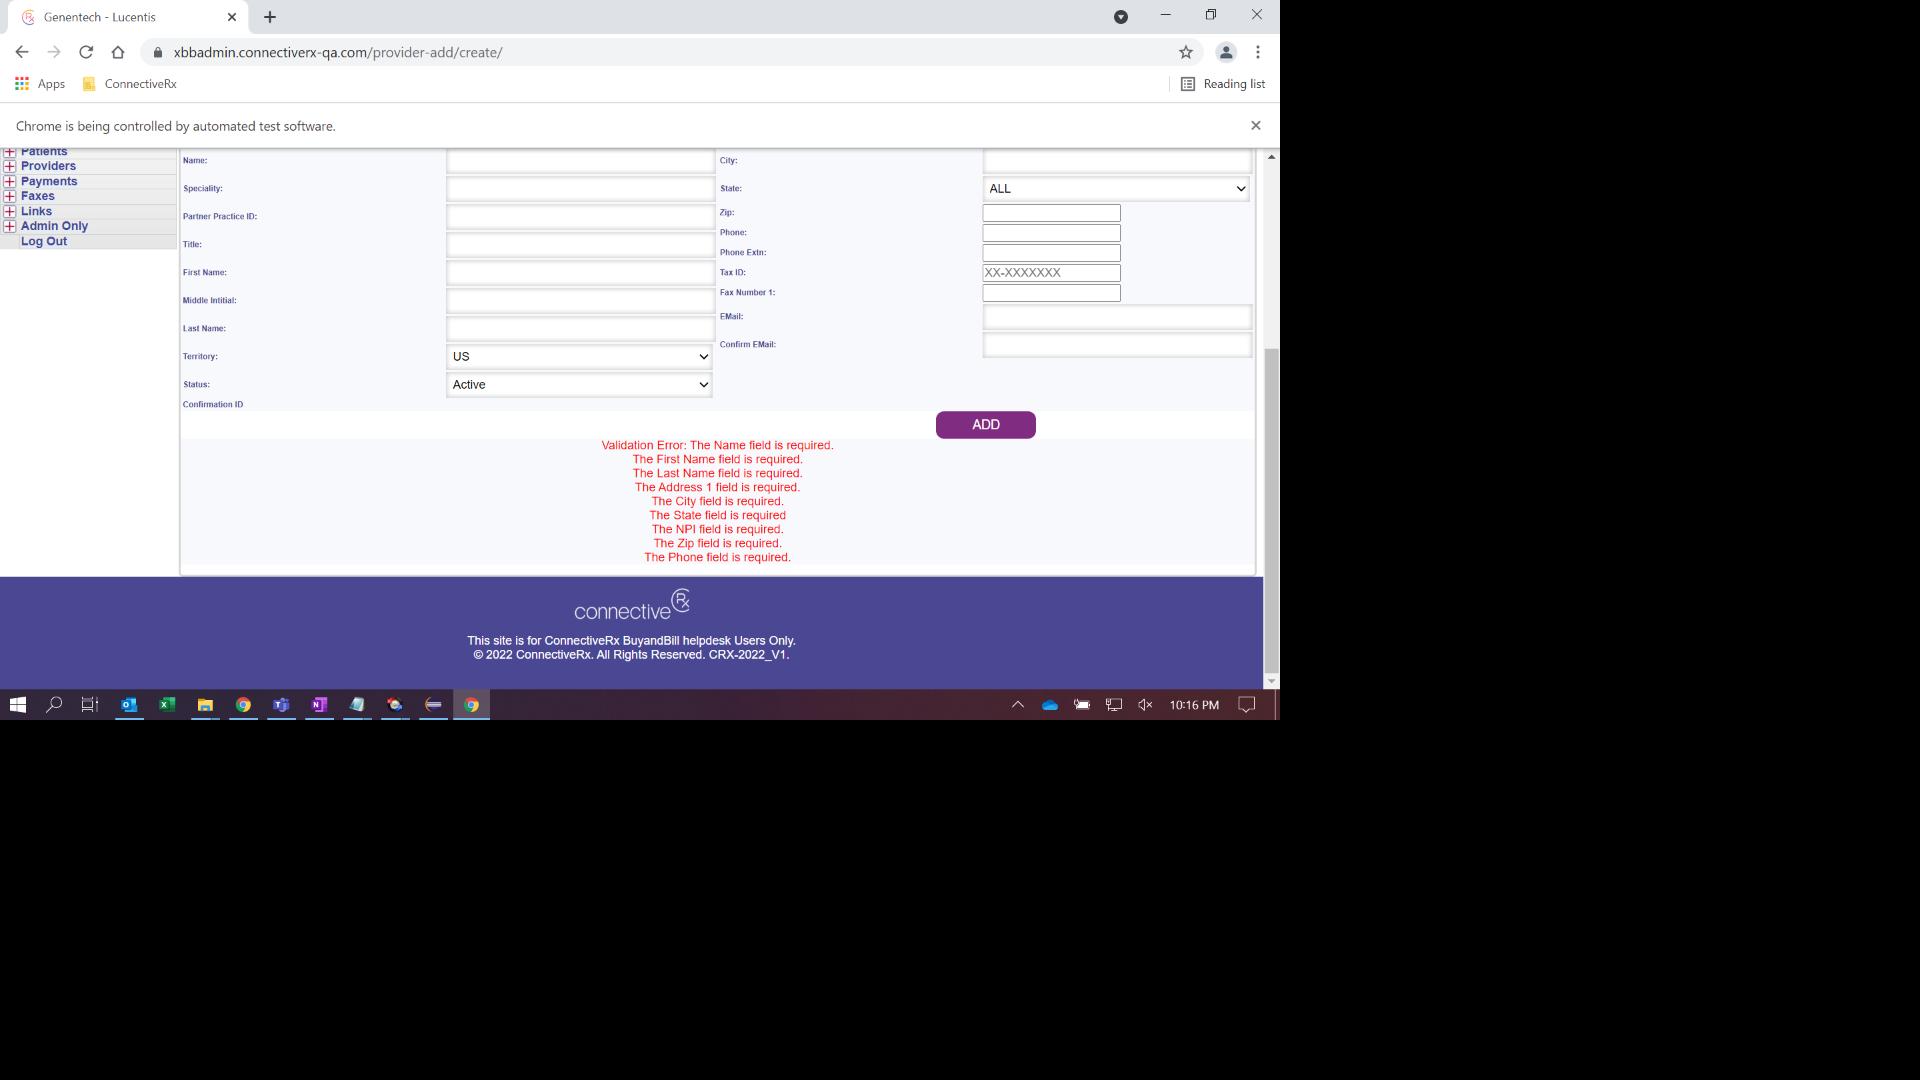 Genentech - Lucentis
xbbadmin.connectiverx-qa.com/provider-add/create/
Apps
ConnectiveRx
Reading list
Chrome is being controlled by automated test software.
Patients
Providers
Payments
Faxes
Links
Admin Only
Log Out
Name:
Speciality:
Partner Practice ID:
Title:
First Name:
Middle Intitial:
Last Name:
Territory:
US
Status:
Active
Confirmation ID
City:
State:
ALL
Zip:
Phone:
Phone Extn:
Tax ID:
XX-XXXXXXX
Fax Number 1:
EMail:
Confirm EMail:
ADD
Validation Error: The Name field is required.
The First Name field is required.
The Last Name field is required.
The Address 1 field is required.
The City field is required.
The State field is required
The NPI field is required.
The Zip field is required.
The Phone field is required.
connective Rx
This site is for ConnectiveRx BuyandBill helpdesk Users Only.
© 2022 ConnectiveRx. All Rights Reserved. CRX-2022_V1.
10:16 PM